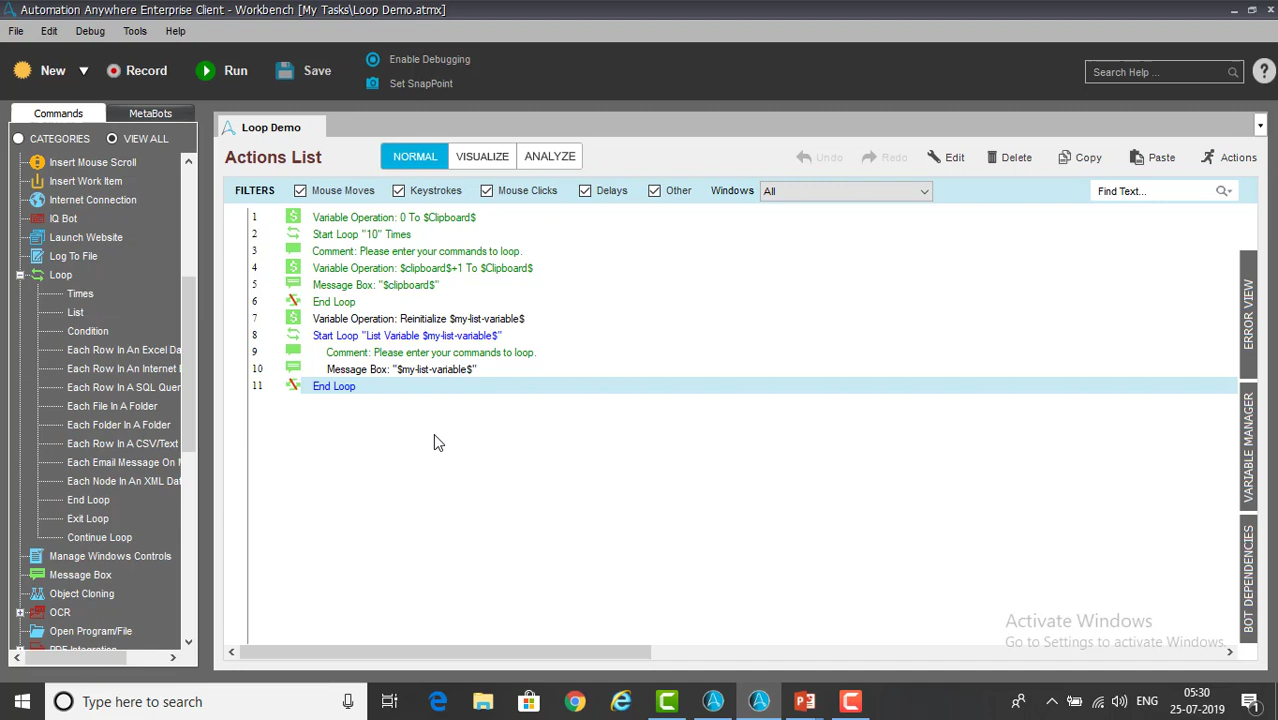 Automation Anywhere Enterprise Client - Workbench [My Tasks\Loop Demo.atmx]
File Edit Debug Tools Help
New Record Run Save
Enable Debugging
Set SnapPoint
Search Help ...
Commands MetaBots
CATEGORIES VIEW ALL
Insert Mouse Scroll
Insert Work Item
Internet Connection
IQ Bot
Launch Website
Log To File
Loop
Times
List
Condition
Each Row In An Excel Da
Each Row In An Internet E
Each Row In A SQL Quer
Each File In A Folder
Each Folder In A Folder
Each Row In A CSV/Text
Each Email Message On
Each Node In An XML Dat
End Loop
Exit Loop
Continue Loop
Manage Windows Controls
Message Box
Object Cloning
OCR
Open Program/File
PDF Integration
Loop Demo
Actions List
NORMAL VISUALIZE ANALYZE
Undo Redo Edit Delete Copy Paste Actions
FILTERS Mouse Moves Keystrokes Mouse Clicks Delays Other Windows All Find Text...
1 Variable Operation: 0 To $Clipboard$
2 Start Loop "10" Times
3 Comment: Please enter your commands to loop.
4 Variable Operation: $clipboard$+1 To $Clipboard$
5 Message Box: "$clipboard$"
6 End Loop
7 Variable Operation: Reinitialize $my-list-variable$
8 Start Loop "List Variable $my-list-variable$"
9 Comment: Please enter your commands to loop.
10 Message Box: "$my-list-variable$"
11 End Loop
ERROR VIEW
VARIABLE MANAGER
BOT DEPENDENCIES
Activate Windows
Go to Settings to activate Windows.
Type here to search
ENG
05:30
25-07-2019